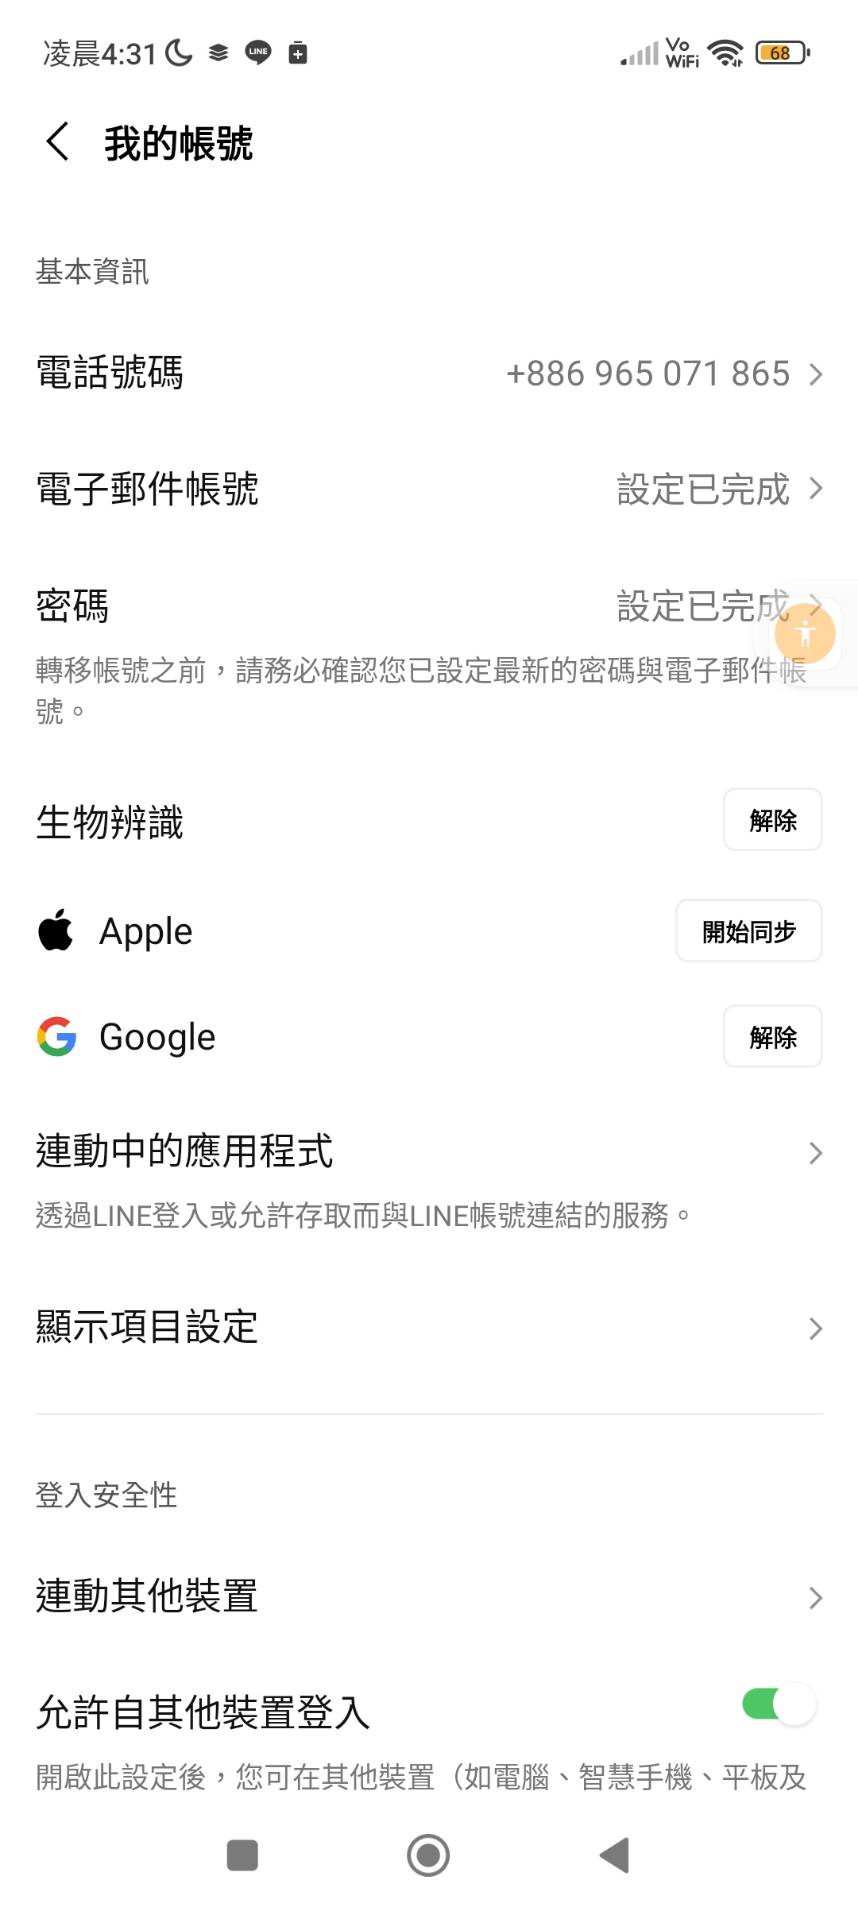 凌晨4:31 LINE Vo WiFi 68
我的帳號
基本資訊
電話號碼 +886 965 071 865
電子郵件帳號 設定已完成
密碼 設定已完成
轉移帳號之前，請務必確認您已設定最新的密碼與電子郵件帳
號。
生物辨識 解除
Apple 開始同步
Google 解除
連動中的應用程式
透過LINE登入或允許存取而與LINE帳號連結的服務。
顯示項目設定
登入安全性
連動其他裝置
允許自其他裝置登入
開啟此設定後，您可在其他裝置（如電腦、智慧手機、平板及